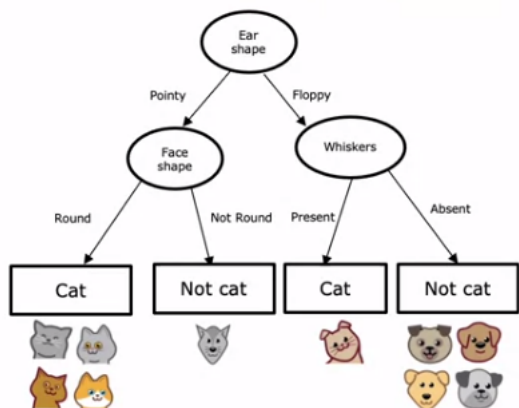 Ear
shape
Pointy
Floppy
Face
shape
Whiskers
Round
Not Round
Present
Absent
Cat
Not cat
Cat
Not cat